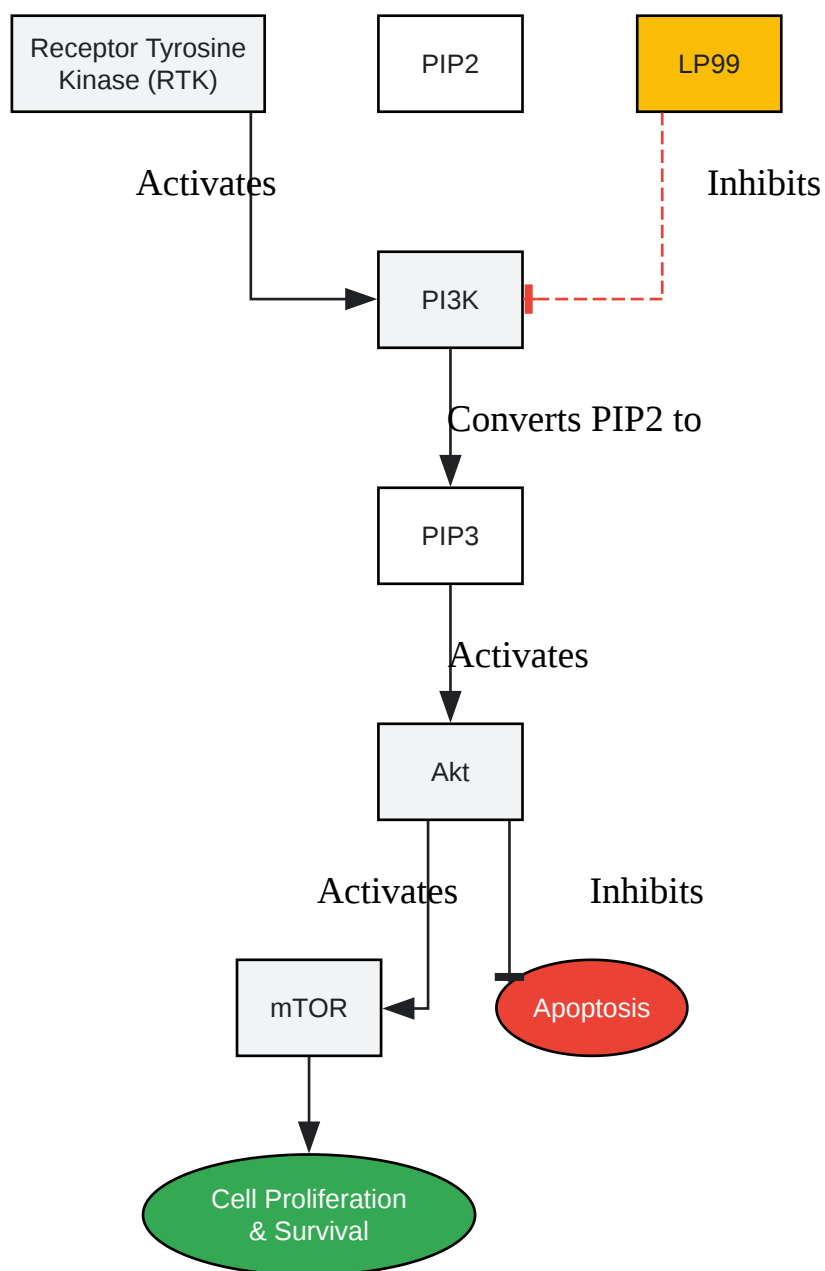 Receptor Tyrosine
Kinase (RTK)
PIP2
LP99
Activates
Inhibits
PI3K
Converts PIP2 to
PIP3
Activates
Akt
Activates
Inhibits
mTOR
Apoptosis
Cell Proliferation
& Survival